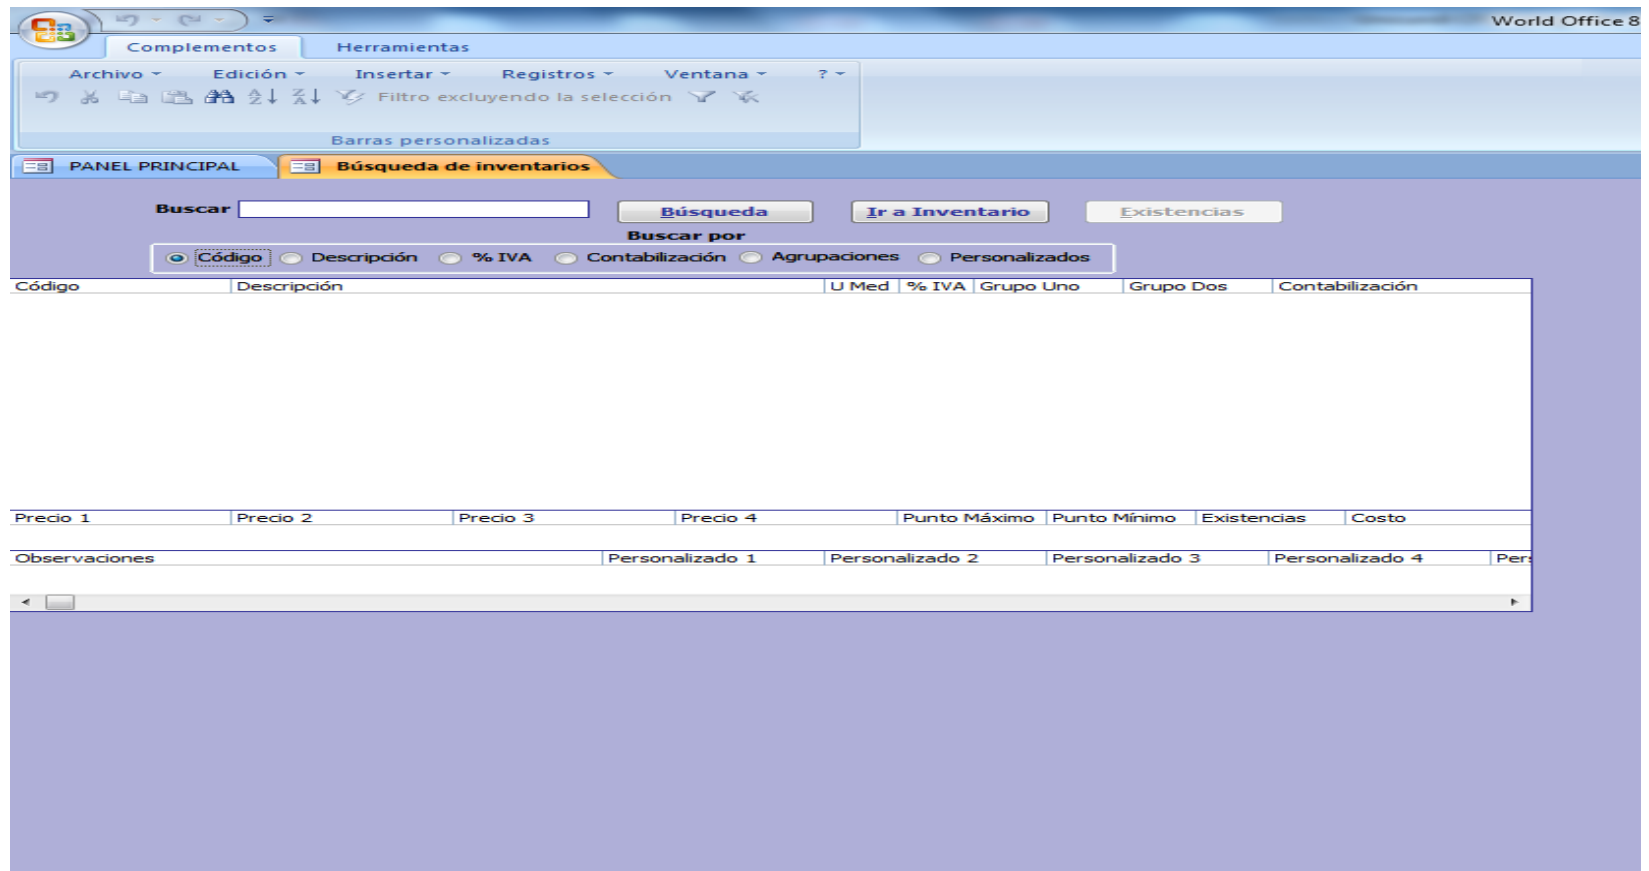 World Office 8
Complementos Herramientas
Archivo Edición Insertar Registros Ventana ?
Filtro excluyendo la selección
Barras personalizadas
PANEL PRINCIPAL Búsqueda de inventarios
Buscar Búsqueda Ir a Inventario Existencias
Buscar por
Código Descripción % IVA Contabilización Agrupaciones Personalizados
Código Descripción U Med % IVA Grupo Uno Grupo Dos Contabilización
Precio 1 Precio 2 Precio 3 Precio 4 Punto Máximo Punto Mínimo Existencias Costo
Observaciones Personalizado 1 Personalizado 2 Personalizado 3 Personalizado 4 Pers